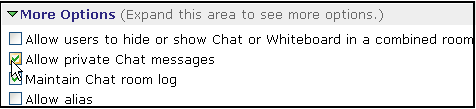 More Options (Expand this area to see more options.)
Allow users to hide or show Chat or Whiteboard in a combined room
Allow private Chat messages
Maintain Chat room log
Allow alias